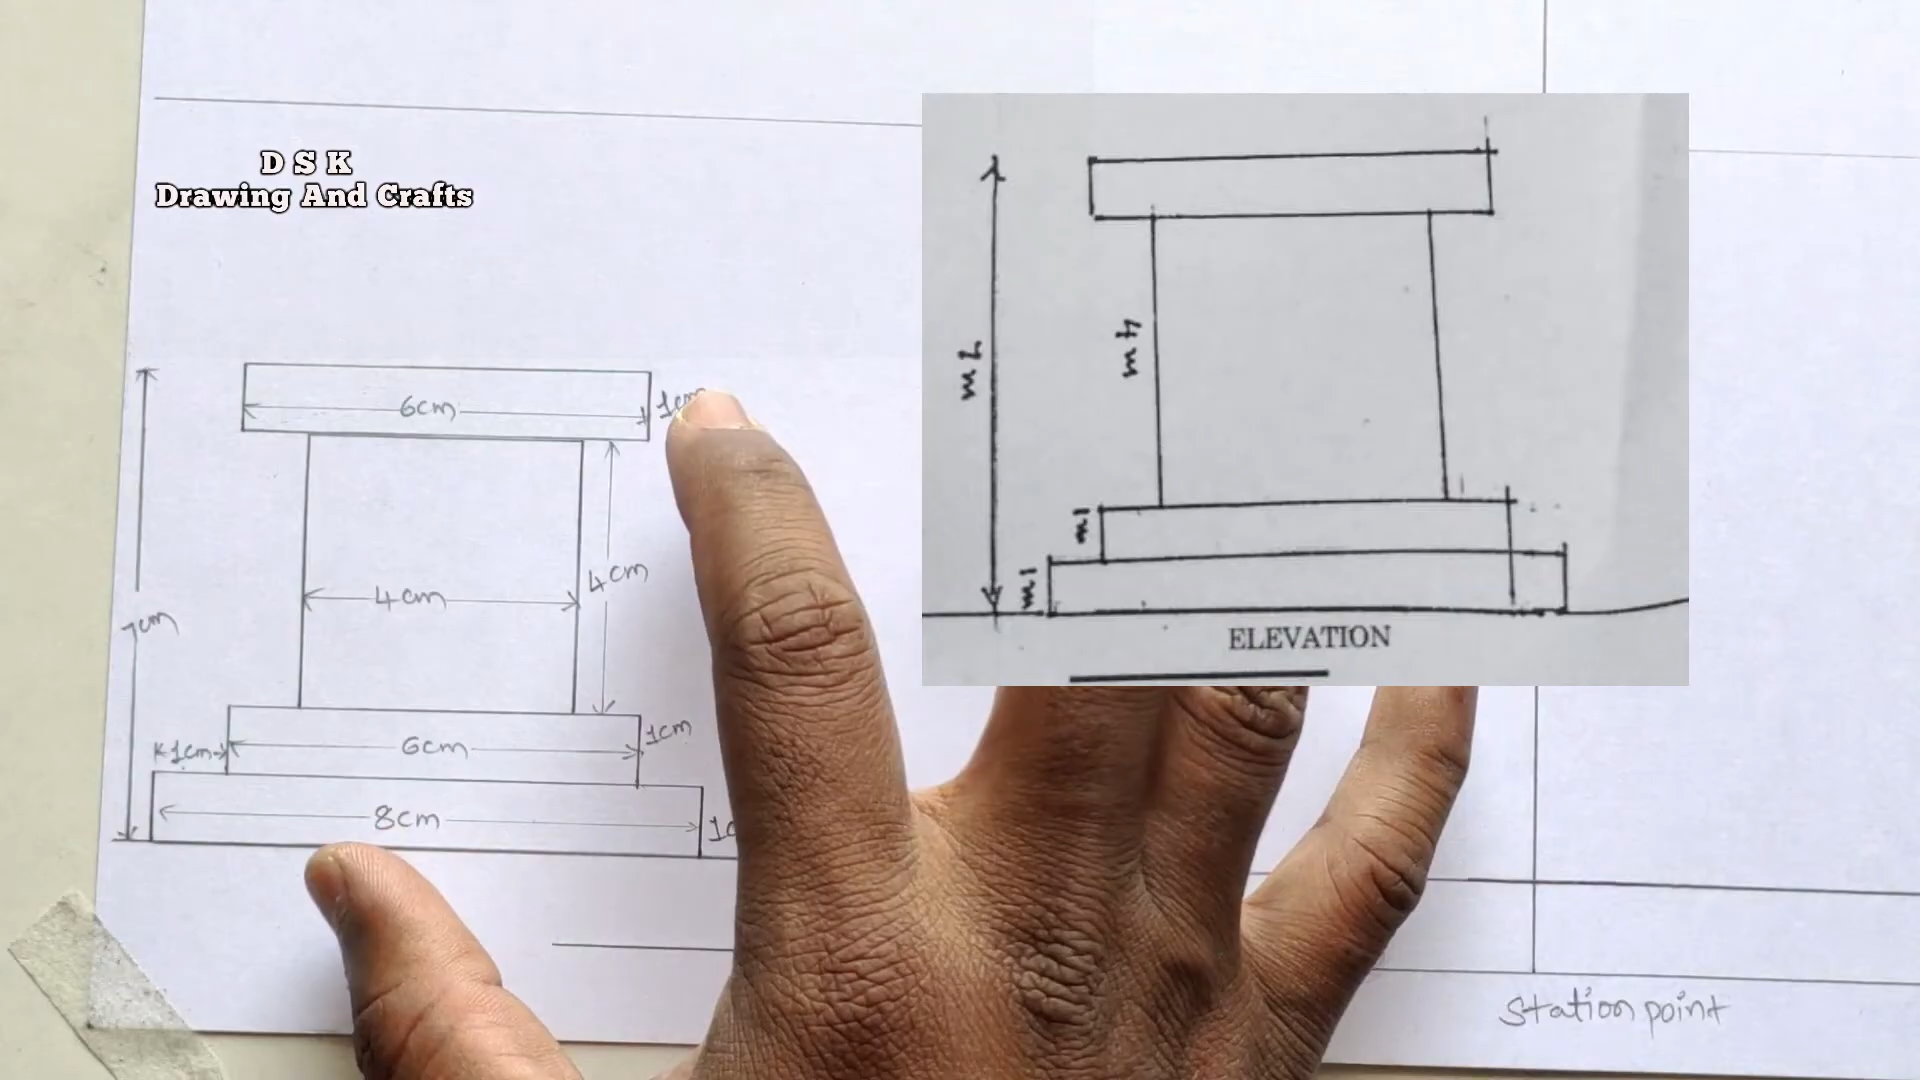 D S K
Drawing And Crafts
6cm
1cm
4cm
4cm
7cm
6cm
1cm
1cm
8cm
7m
4m
1m
1m
ELEVATION
Station point